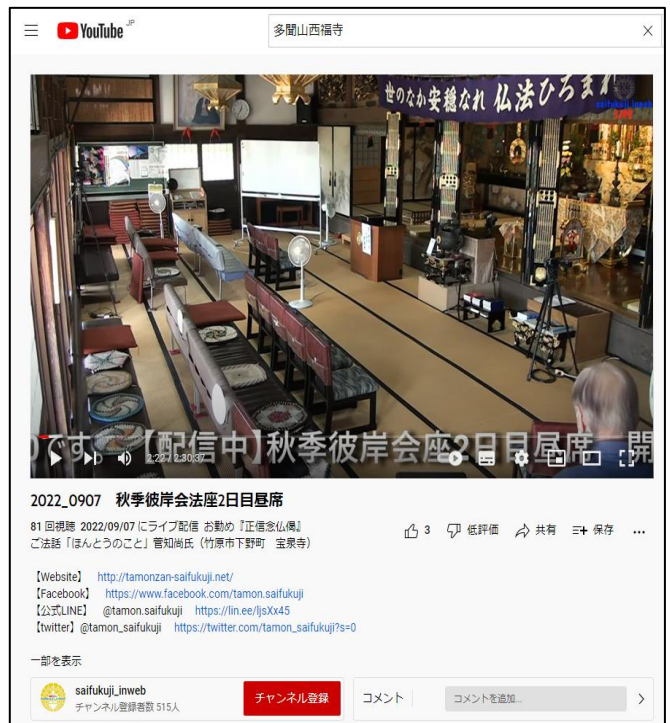 YouTube JP
多聞山西福寺
世のなか安穏なれ 仏法ひろまれ
saifukuji_inweb
LIVE
です。【配信中】秋季彼岸会座2日目昼席 開
2:22 / 2:30:37
2022_0907 秋季彼岸会法座2日目昼席
81 回視聴 2022/09/07 にライブ配信 お勤め『正信念仏偈』
3 低評価 共有 保存 ...
ご法話「ほんとうのこと」菅知尚氏（竹原市下野町 宝泉寺）
【Website】 http://tamonzan-saifukuji.net/
【Facebook】 https://www.facebook.com/tamon.saifukuji
【公式LINE】 @tamon.saifukuji https://lin.ee/ljsXx45
【twitter】@tamon_saifukuji https://twitter.com/tamon_saifukuji?s=0
一部を表示
saifukuji_inweb
チャンネル登録者数 515人
チャンネル登録
コメント
コメントを追加...